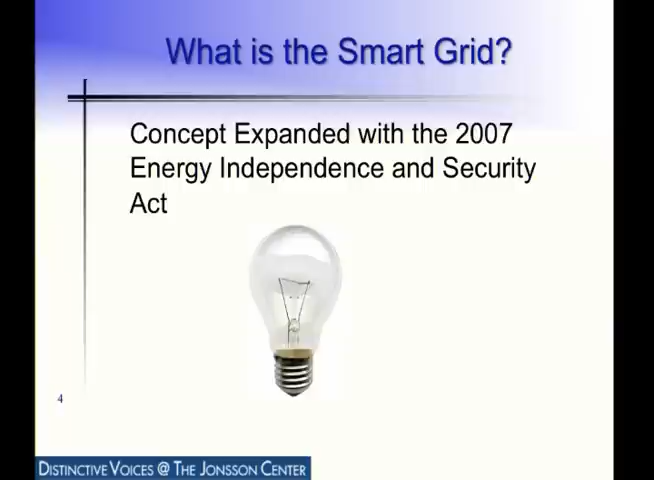 What is the Smart Grid?
Concept Expanded with the 2007
Energy Independence and Security
Act
4
DISTINCTIVE VOICES @ THE JONSSON CENTER